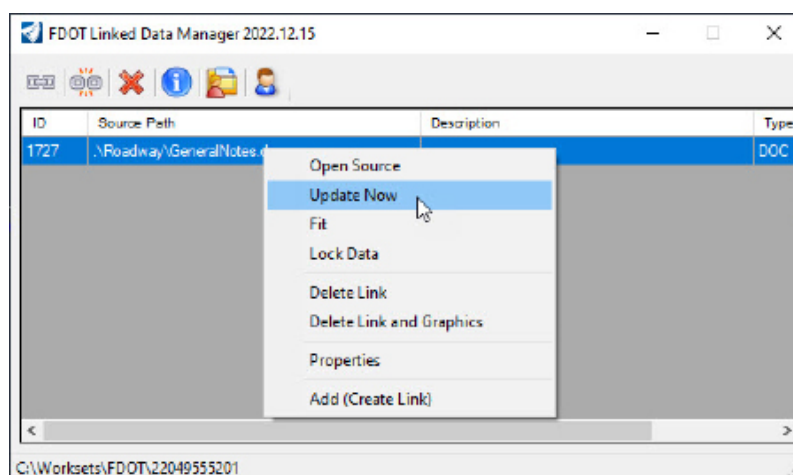 FDOT Linked Data Manager 2022.12.15
ID Source Path Description Type
1727 .\Roadway\GeneralNotes.d DOC
Open Source
Update Now
Fit
Lock Data
Delete Link
Delete Link and Graphics
Properties
Add (Create Link)
C:\Worksets\FDOT\22049555201